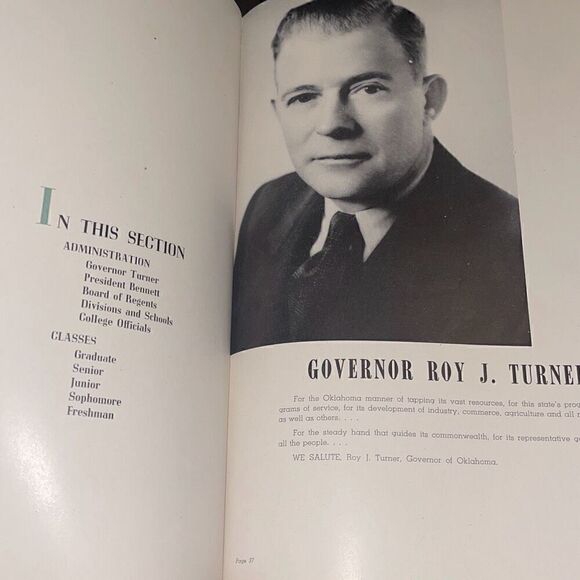 IN THIS SECTION
ADMINISTRATION
Governor Turner
President Bennett
Board of Regents
Divisions and Schools
College Officials
CLASSES
Graduate
Senior
Junior
Sophomore
Freshman
GOVERNOR ROY J. TURNER
For the Oklahoma manner of tapping its vast resources, for this state's prog
grams of service, for its development of industry, commerce, agriculture and all
as well as others. . . .
For the steady hand that guides its commonwealth, for its representative
all the people. . . .
WE SALUTE, Roy J. Turner, Governor of Oklahoma.
Page 17